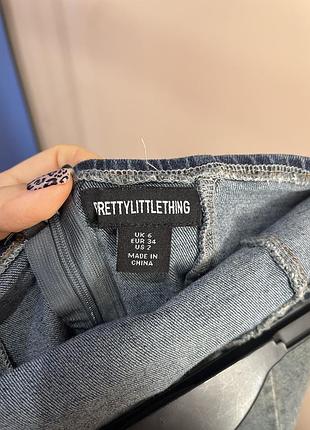 PRETTYLITTLETHING
UK 6
EUR 34
US 2
MADE IN
CHINA